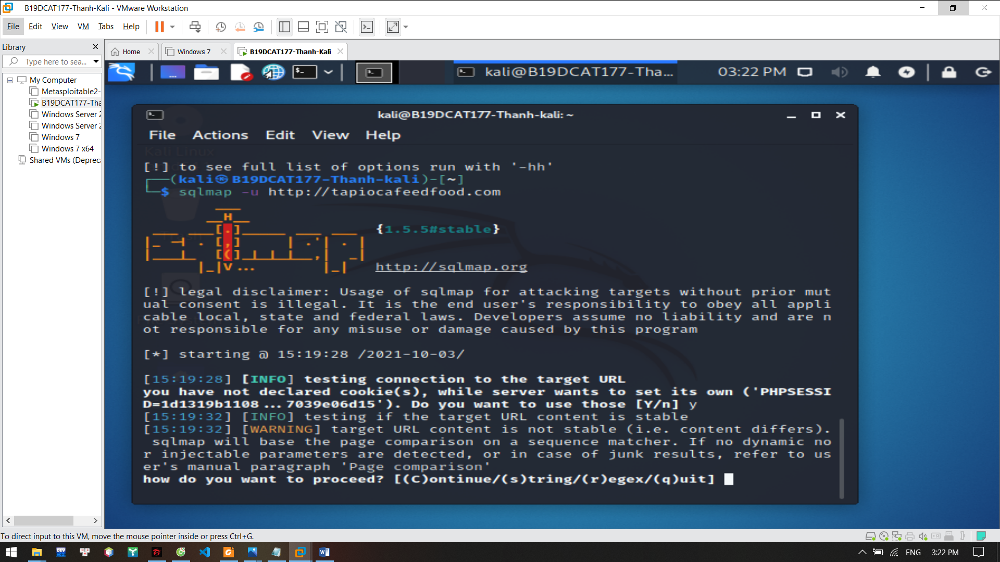 B19DCAT177-Thanh-Kali - VMware Workstation
File Edit View VM Tabs Help
Library
Type here to sea...
My Computer
Metasploitable2-
B19DCAT177-Tha
Windows Server 2
Windows Server 2
Windows 7
Windows 7 x64
Shared VMs (Depreca
Home Windows 7 B19DCAT177-Thanh-Kali
kali@B19DCAT177-Tha... 03:22 PM
kali@B19DCAT177-Thanh-kali: ~
File Actions Edit View Help
[!] to see full list of options run with '-hh'
(kali㉿B19DCAT177-Thanh-kali)-[~]
$ sqlmap -u http://tapiocafeedfood.com
{1.5.5#stable}
http://sqlmap.org
[!] legal disclaimer: Usage of sqlmap for attacking targets without prior mut
ual consent is illegal. It is the end user's responsibility to obey all appli
cable local, state and federal laws. Developers assume no liability and are n
ot responsible for any misuse or damage caused by this program
[*] starting @ 15:19:28 /2021-10-03/
[15:19:28] [INFO] testing connection to the target URL
you have not declared cookie(s), while server wants to set its own ('PHPSESSI
D=1d1319b1108...7039e06d15'). Do you want to use those [Y/n] y
[15:19:32] [INFO] testing if the target URL content is stable
[15:19:32] [WARNING] target URL content is not stable (i.e. content differs).
sqlmap will base the page comparison on a sequence matcher. If no dynamic no
r injectable parameters are detected, or in case of junk results, refer to us
er's manual paragraph 'Page comparison'
how do you want to proceed? [(C)ontinue/(s)tring/(r)egex/(q)uit]
To direct input to this VM, move the mouse pointer inside or press Ctrl+G.
ENG 3:22 PM